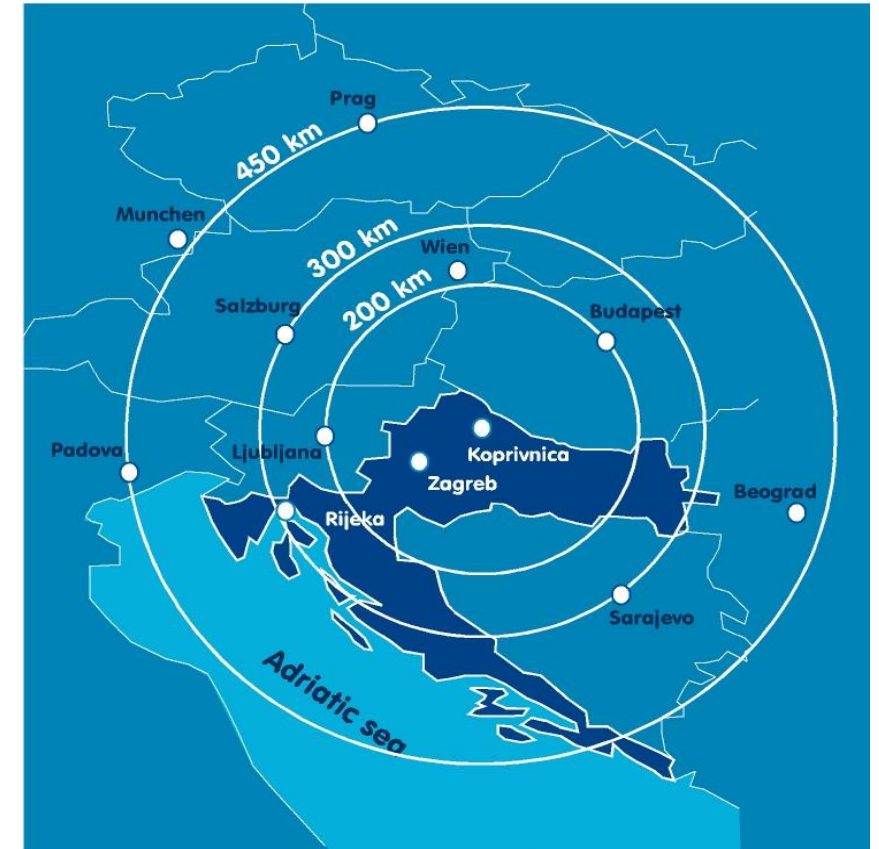 Prag
450 km
Munchen
300 km
Wien
200 km
Salzburg
Budapest
Padova
Ljubljana
Koprivnica
Zagreb
Beograd
Rijeka
Sarajevo
Adriatic sea